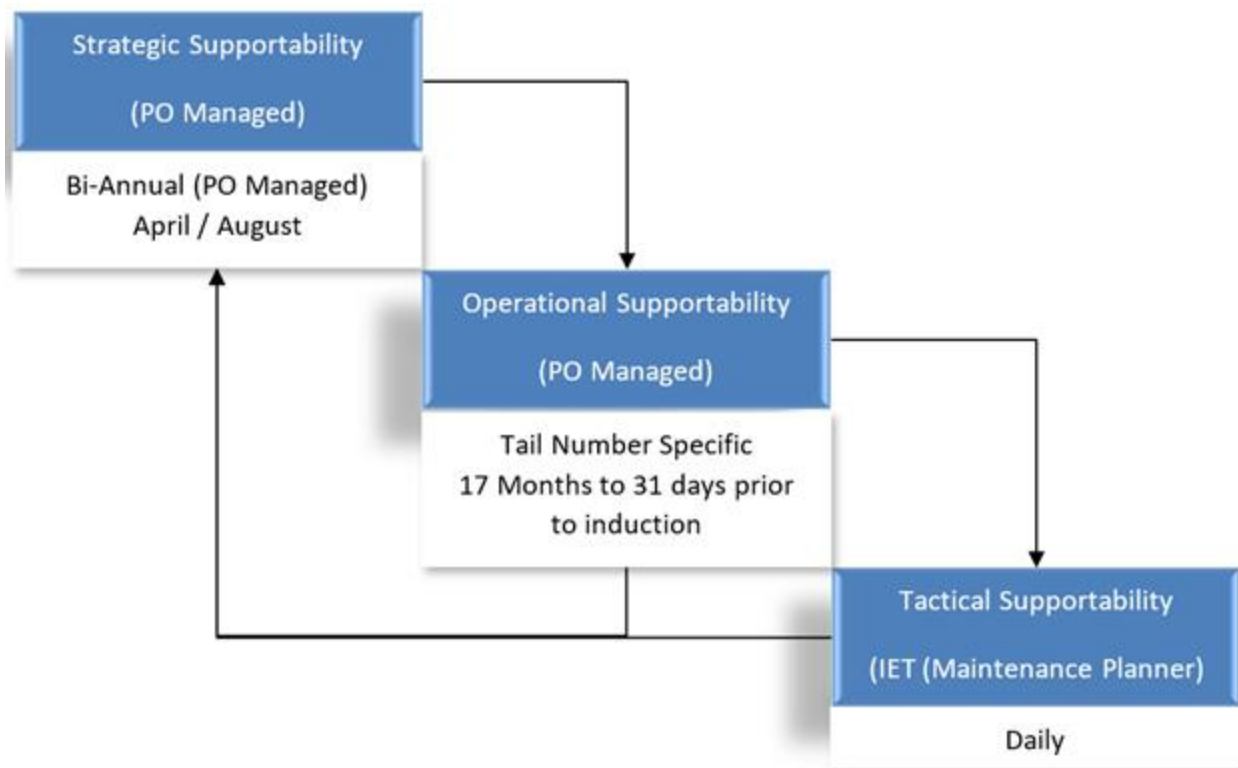 Strategic Supportability
(PO Managed)
Bi-Annual (PO Managed)
April / August
Operational Supportability
(PO Managed)
Tail Number Specific
17 Months to 31 days prior
to induction
Tactical Supportability
(IET (Maintenance Planner)
Daily